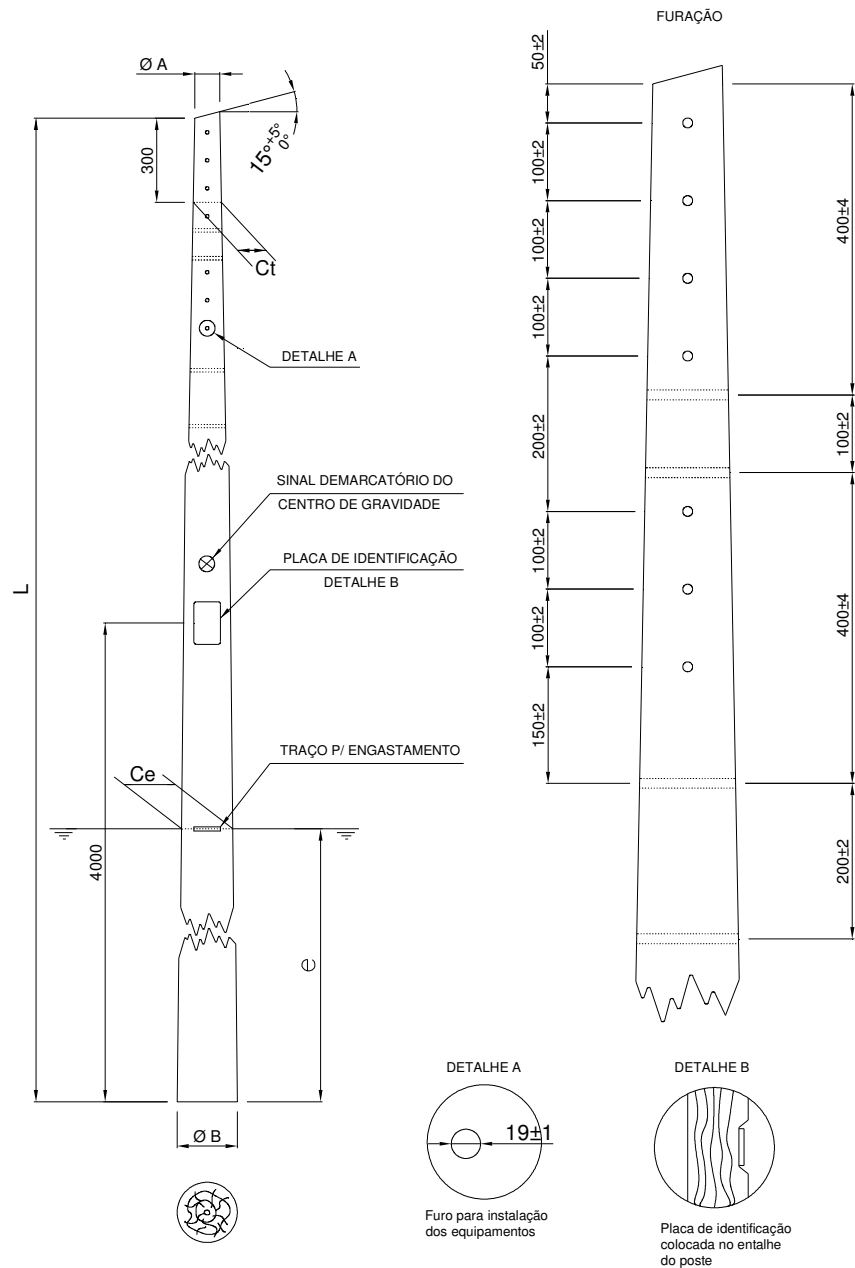 FURAÇÃO
Ø A
15°+5°
0°
300
Ct
DETALHE A
SINAL DEMARCATÓRIO DO
CENTRO DE GRAVIDADE
PLACA DE IDENTIFICAÇÃO
DETALHE B
L
TRAÇO P/ ENGASTAMENTO
Ce
4000
e
Ø B
50±2
100±2
100±2
100±2
200±2
100±2
100±2
150±2
400±4
100±2
400±4
200±2
DETALHE A
19±1
Furo para instalação
dos equipamentos
DETALHE B
Placa de identificação
colocada no entalhe
do poste